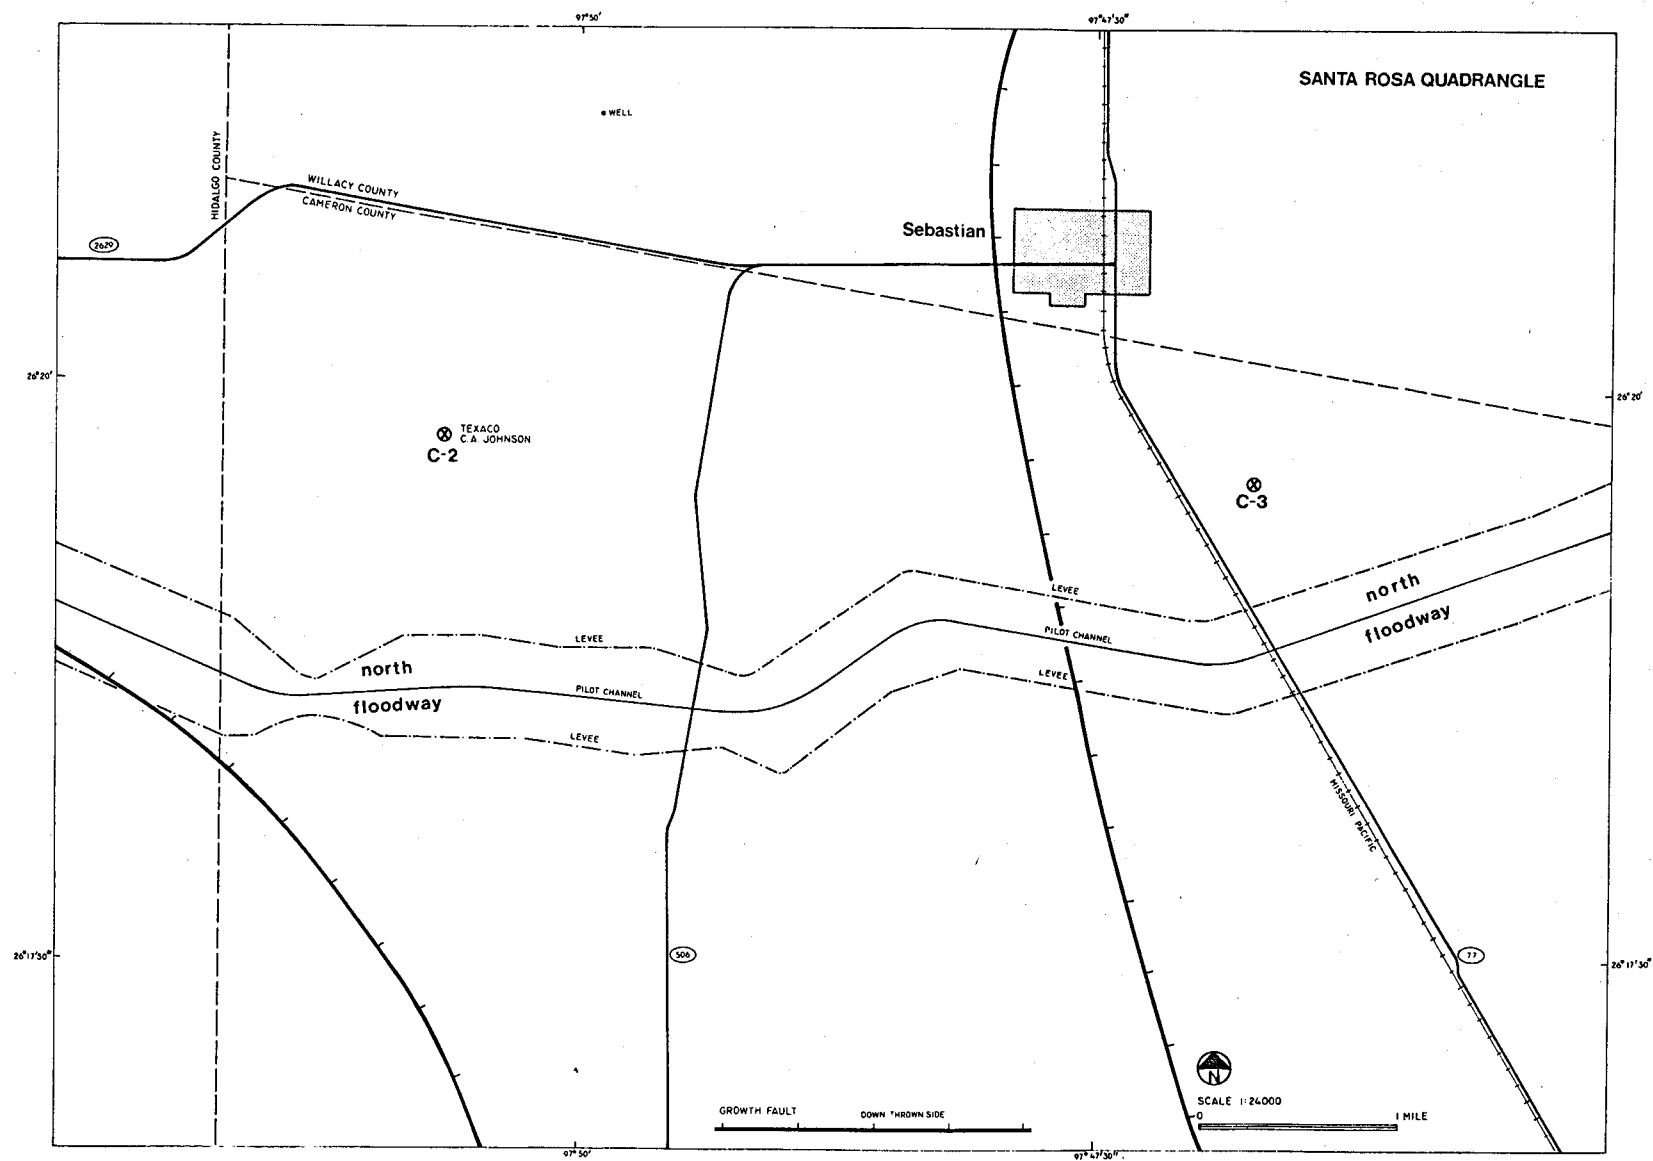 97°50'
97°47'30"
SANTA ROSA QUADRANGLE
WELL
HIDALGO COUNTY
WILLACY COUNTY
CAMERON COUNTY
Sebastian
2629
26°20'
26°20'
TEXACO
C.A. JOHNSON
C-2
C-3
LEVEE
north
floodway
PILOT CHANNEL
LEVEE
LEVEE
north
floodway
PILOT CHANNEL
LEVEE
MISSOURI PACIFIC
26°17'30"
506
77
26°17'30"
N
SCALE 1:24000
0 1 MILE
GROWTH FAULT DOWN THROWN SIDE
97°50'
97°47'30"